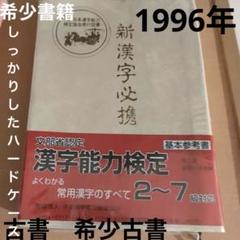 希少書籍
1996年
しっかりしたハードケース
新漢字必携
文部省認定
基本参考書
漢字能力検定
よくわかる
常用漢字のすべて
2〜7
級対応
古書
希少古書